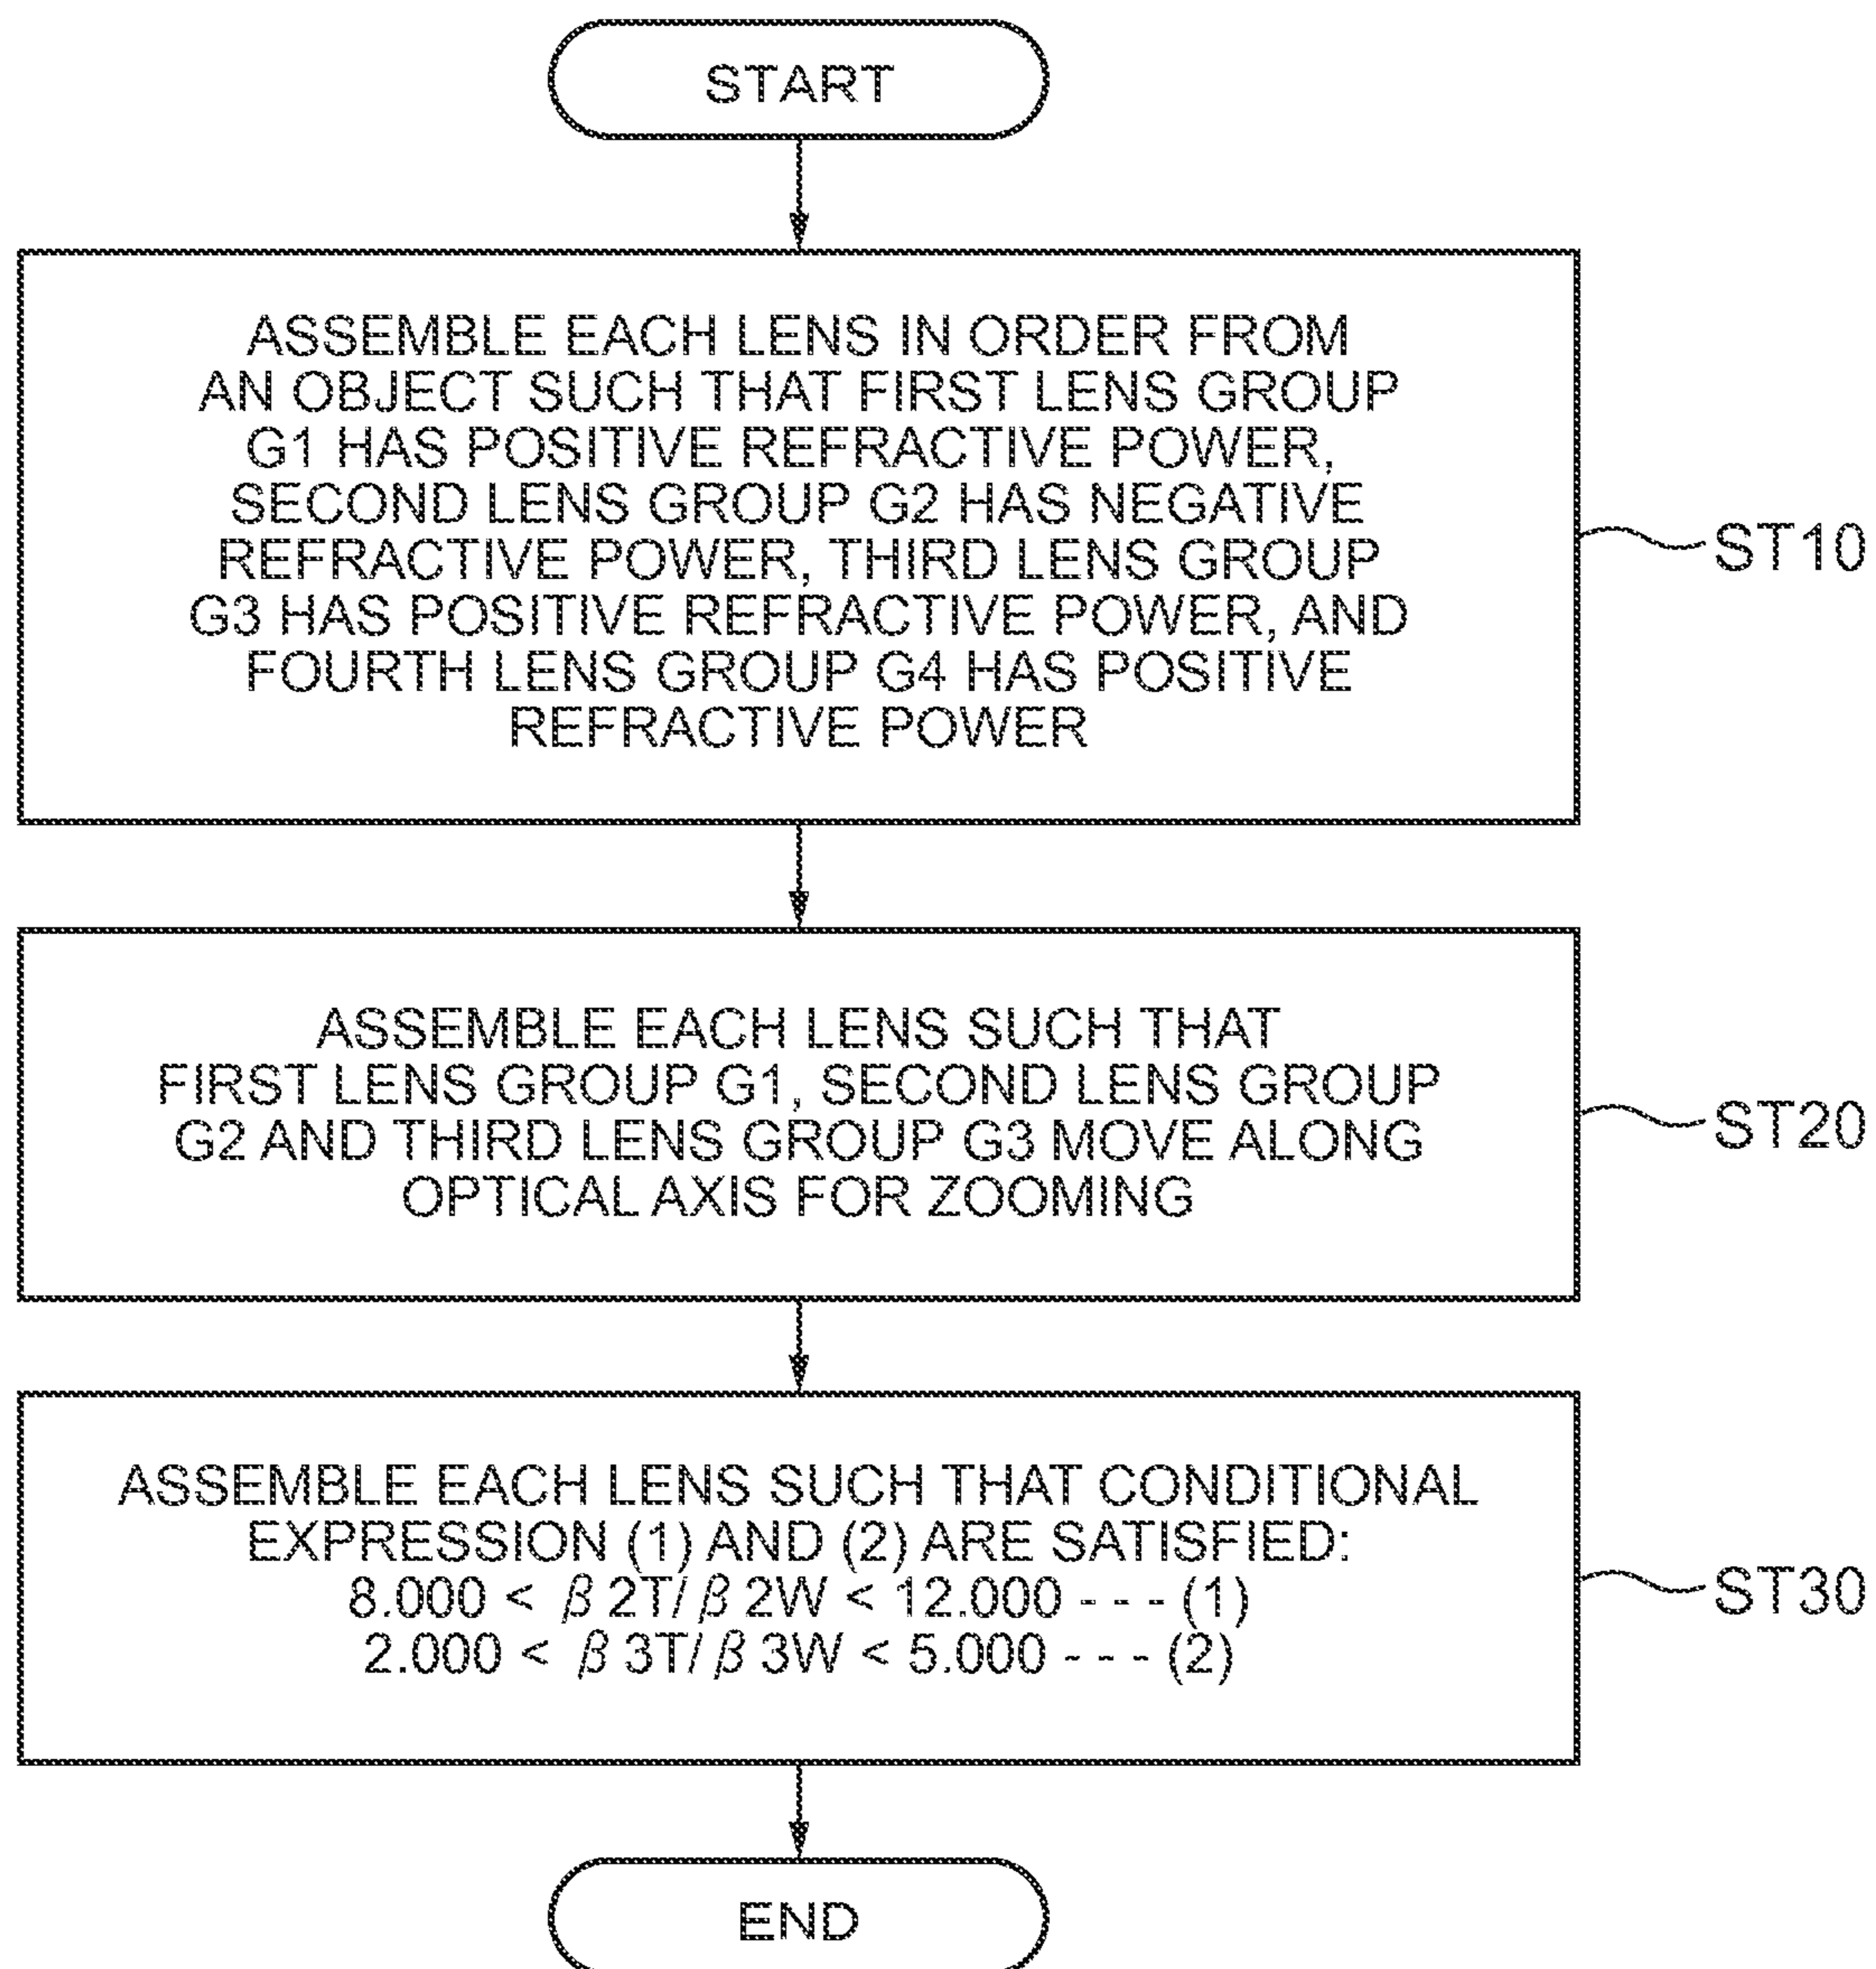 START
ASSEMBLE EACH LENS IN ORDER FROM
AN OBJECT SUCH THAT FIRST LENS GROUP
G1 HAS POSITIVE REFRACTIVE POWER,
SECOND LENS GROUP G2 HAS NEGATIVE
REFRACTIVE POWER, THIRD LENS GROUP
G3 HAS POSITIVE REFRACTIVE POWER, AND
FOURTH LENS GROUP G4 HAS POSITIVE
REFRACTIVE POWER
ST10
ASSEMBLE EACH LENS SUCH THAT
FIRST LENS GROUP G1, SECOND LENS GROUP
G2 AND THIRD LENS GROUP G3 MOVE ALONG
OPTICAL AXIS FOR ZOOMING
ST20
ASSEMBLE EACH LENS SUCH THAT CONDITIONAL
EXPRESSION (1) AND (2) ARE SATISFIED:
8.000 < β 2T/ β 2W < 12.000 - - - (1)
2.000 < β 3T/ β 3W < 5.000 - - - (2)
ST30
END